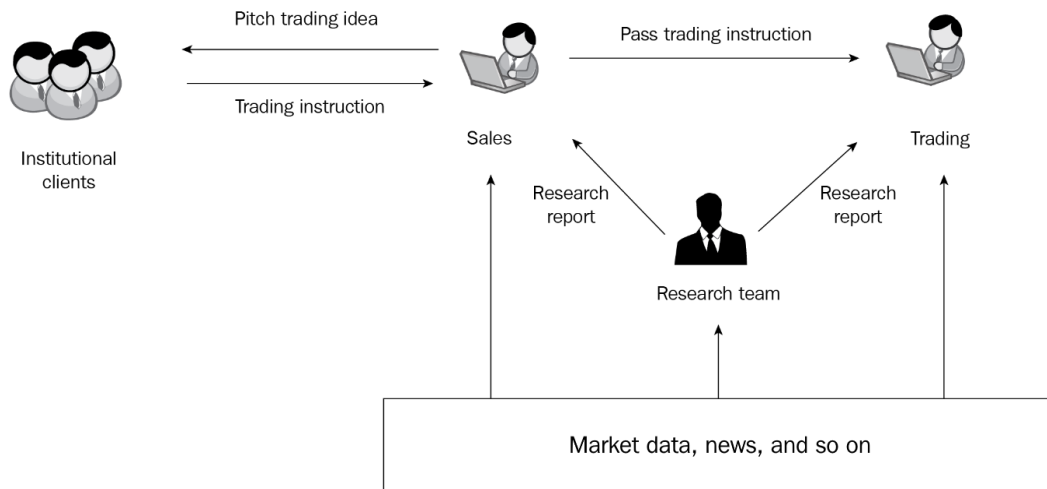 Pitch trading idea
Pass trading instruction
Trading instruction
Sales
Trading
Institutional
clients
Research
report
Research
report
Research team
Market data, news, and so on